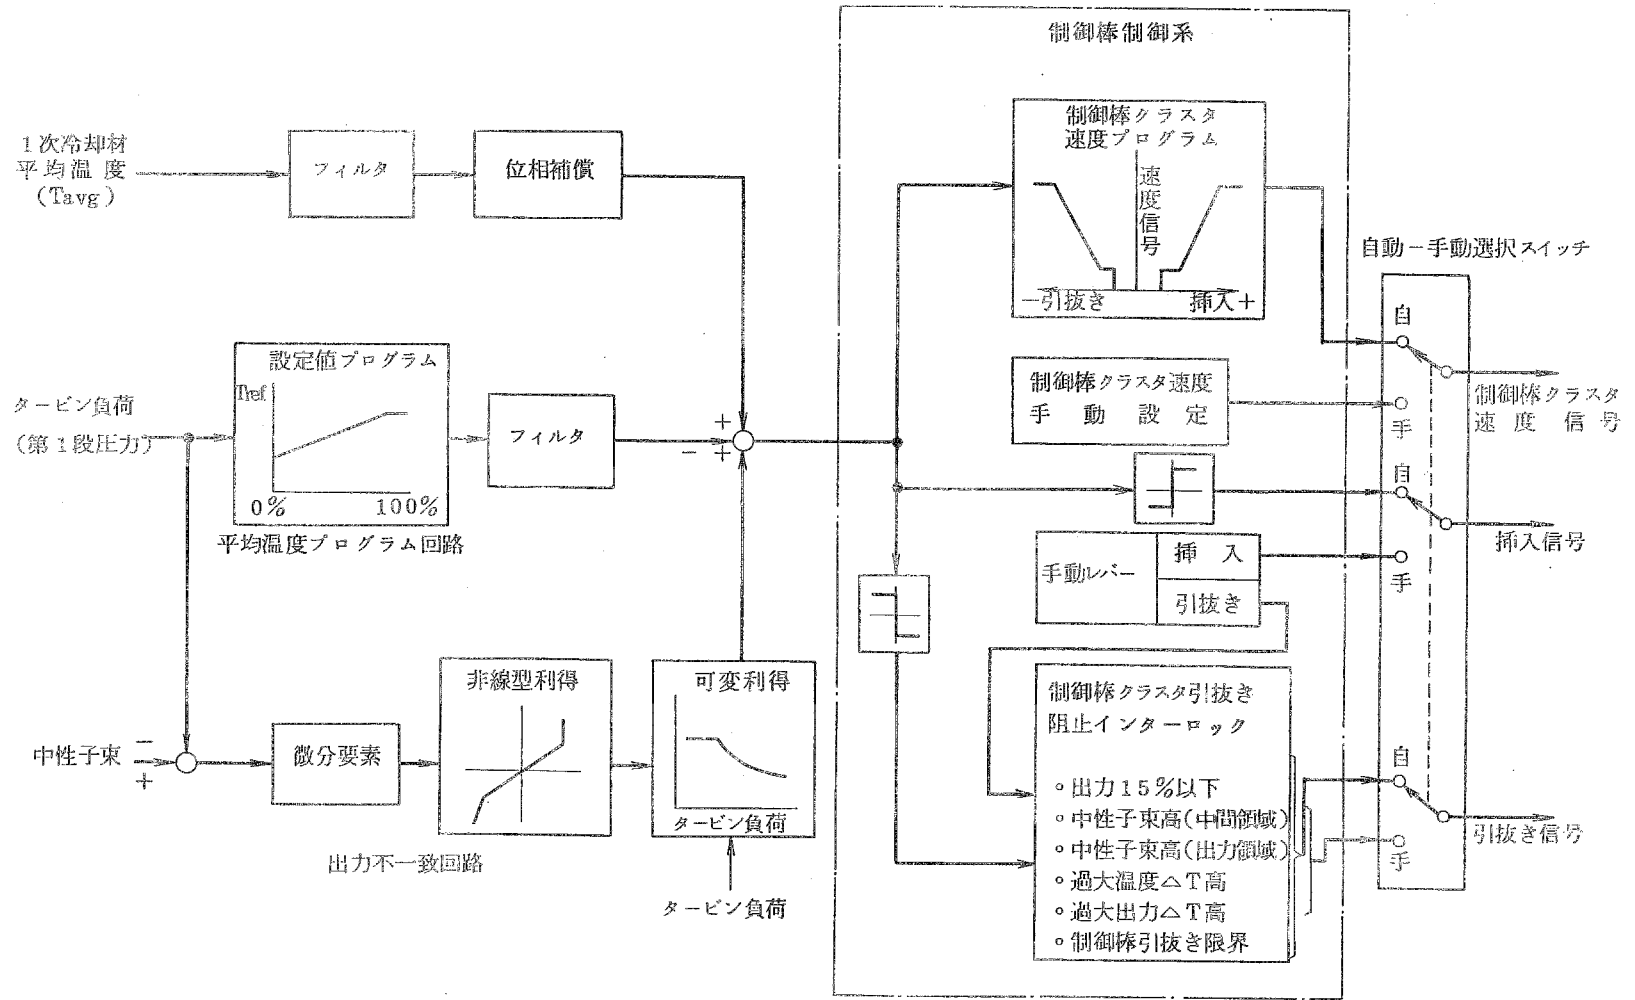 制御棒制御系
1次冷却材
平均温度
(Tavg)
フィルタ
位相補償
制御棒クラスタ
速度プログラム
速度信号
－引抜き
挿入＋
自動－手動選択スイッチ
自
手
制御棒クラスタ
速度信号
設定値プログラム
Tref
0%
100%
平均温度プログラム回路
タービン負荷
(第1段圧力)
フィルタ
＋
－
＋
制御棒クラスタ速度
手動設定
自
手
挿入信号
手動レバー
挿入
引抜き
中性子束
－
＋
微分要素
非線型利得
出力不一致回路
可変利得
タービン負荷
タービン負荷
制御棒クラスタ引抜き
阻止インターロック
○出力15%以下
○中性子束高(中間領域)
○中性子束高(出力領域)
○過大温度△T高
○過大出力△T高
○制御棒引抜き限界
自
手
引抜き信号